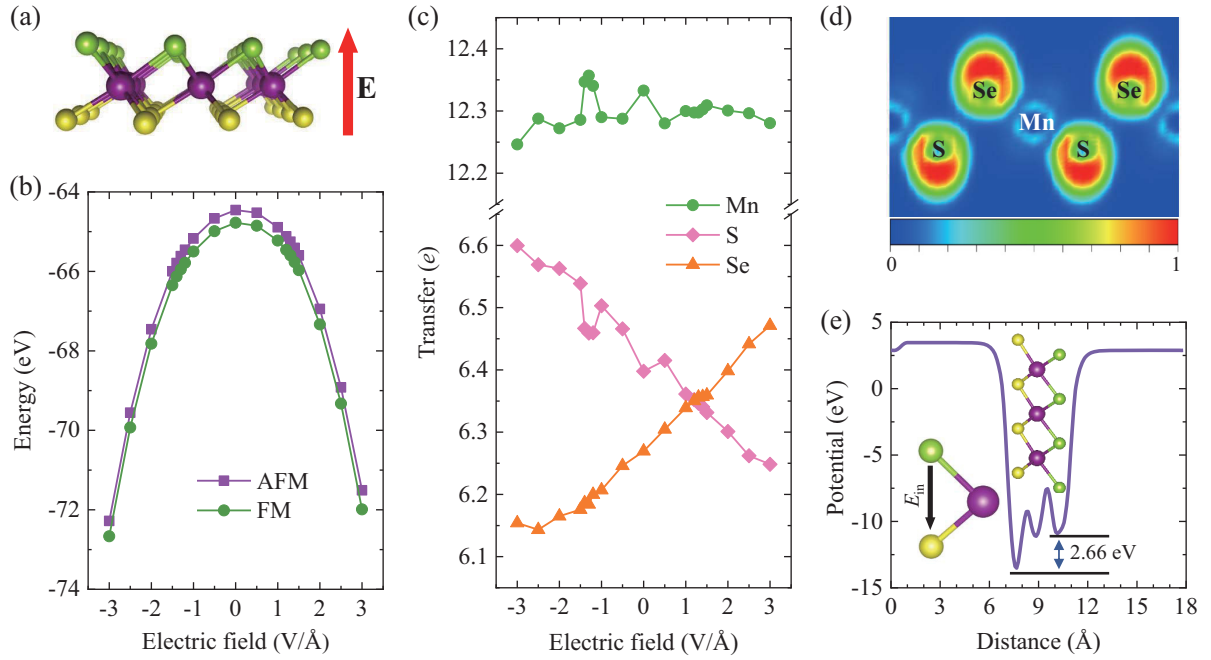 (a)
E
(b)
-64
-66
-68
-70
-72
-74
Energy (eV)
AFM
FM
-3 -2 -1 0 1 2 3
Electric field (V/Å)
(c)
12.4
12.3
12.2
6.6
6.5
6.4
6.3
6.2
6.1
Transfer (e)
Mn
S
Se
-3 -2 -1 0 1 2 3
Electric field (V/Å)
(d)
Se Se
Mn
S S
0 1
(e)
5
0
-5
-10
-15
Potential (eV)
Ein
2.66 eV
0 3 6 9 12 15 18
Distance (Å)